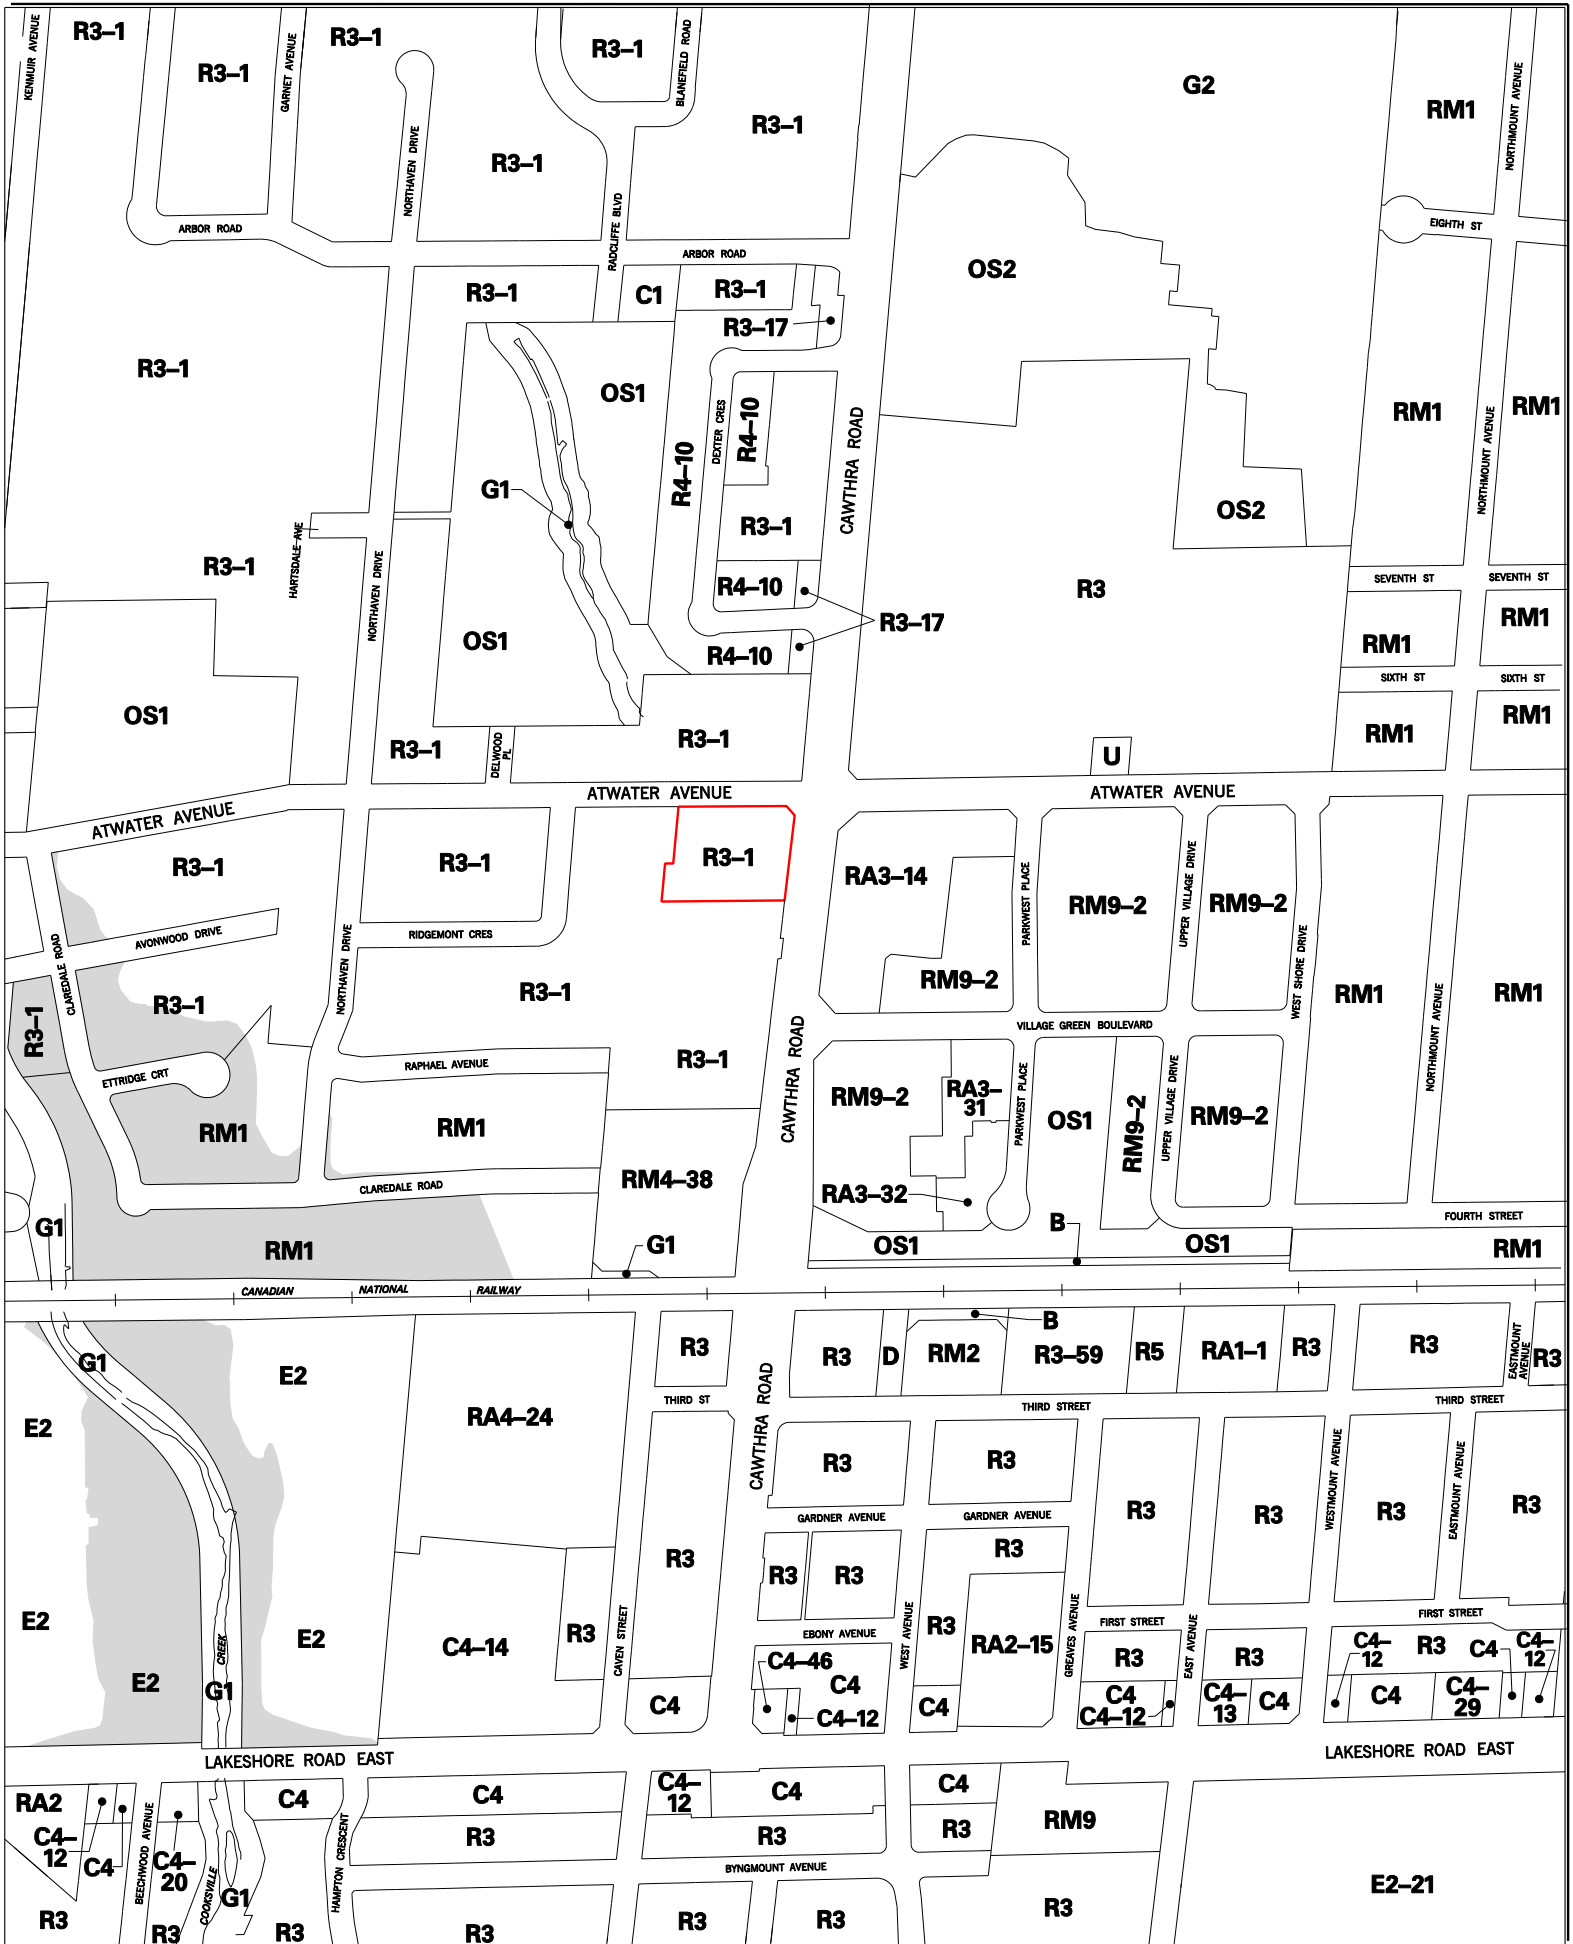 KENMUIR AVENUE
R3–1
R3–1
GARNET AVENUE
R3–1
R3–1
BLANEFIELD ROAD
G2
RM1
NORTHMOUNT AVENUE
NORTHAVEN DRIVE
R3–1
R3–1
ARBOR ROAD
RADCLIFFE BLVD
ARBOR ROAD
EIGHTH ST
OS2
R3–1
C1
R3–1
R3–17
R3–1
OS1
R4–10
DEXTER CRES
R4–10
CAWTHRA ROAD
RM1
NORTHMOUNT AVENUE
RM1
G1
R3–1
OS2
HARTSDALE AVE
R3–1
NORTHAVEN DRIVE
R4–10
R3
SEVENTH ST
SEVENTH ST
R3–17
OS1
R4–10
RM1
RM1
SIXTH ST
SIXTH ST
OS1
R3–1
DELWOOD
PL
R3–1
U
RM1
RM1
ATWATER AVENUE
ATWATER AVENUE
ATWATER AVENUE
R3–1
R3–1
R3–1
RA3–14
PARKWEST PLACE
RM9–2
UPPER VILLAGE DRIVE
RM9–2
AVONWOOD DRIVE
RIDGEMONT CRES
CLAREDALE ROAD
NORTHAVEN DRIVE
WEST SHORE DRIVE
RM9–2
R3–1
R3–1
R3–1
RM1
RM1
NORTHMOUNT AVENUE
VILLAGE GREEN BOULEVARD
R3–1
CAWTHRA ROAD
RAPHAEL AVENUE
ETTRIDGE CRT
RM9–2
RA3–
31
PARKWEST PLACE
OS1
RM9–2
UPPER VILLAGE DRIVE
RM9–2
RM1
RM1
RM4–38
CLAREDALE ROAD
RA3–32
G1
B
FOURTH STREET
RM1
G1
OS1
OS1
RM1
CANADIAN NATIONAL RAILWAY
B
G1
E2
R3
R3
D
RM2
R3–59
R5
RA1–1
R3
R3
EASTMOUNT
AVENUE
R3
CAWTHRA ROAD
THIRD ST
THIRD STREET
THIRD STREET
E2
RA4–24
R3
R3
WESTMOUNT AVENUE
EASTMOUNT AVENUE
R3
R3
R3
R3
GARDNER AVENUE
GARDNER AVENUE
R3
R3
R3
R3
R3
E2
E2
C4–14
R3
CAVEN STREET
EBONY AVENUE
WEST AVENUE
R3
RA2–15
GREAVES AVENUE
FIRST STREET
EAST AVENUE
FIRST STREET
CREEK
C4–46
R3
R3
C4–
12
R3
C4
C4–
12
E2
G1
C4
C4
C4–12
C4
C4
C4–12
C4–
13
C4
C4
C4–
29
LAKESHORE ROAD EAST
LAKESHORE ROAD EAST
RA2
C4
C4
C4–
12
C4
C4
C4–
12
C4
BEECHWOOD AVENUE
C4–
20
COOKSVILLE
HAMPTON CRESCENT
R3
R3
R3
RM9
BYNGMOUNT AVENUE
G1
E2–21
R3
R3
R3
R3
R3
R3
R3